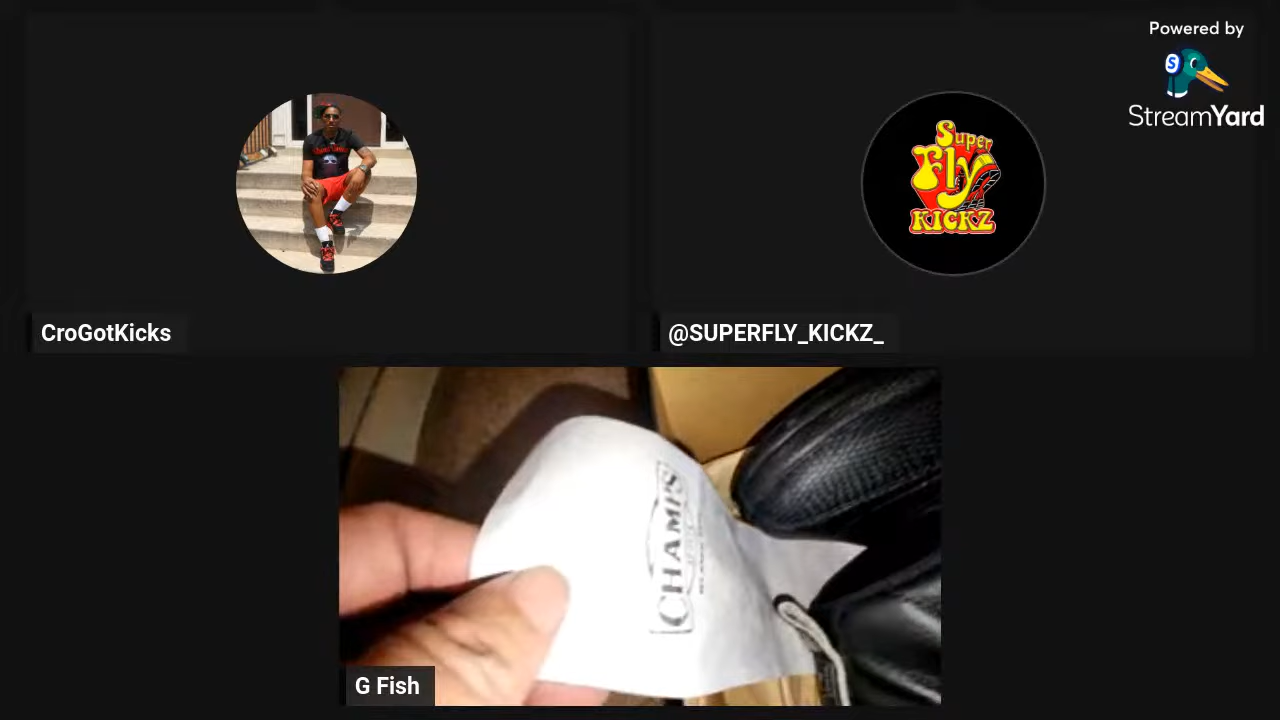 Powered by
StreamYard
Super
Fly
KICKZ
CroGotKicks
@SUPERFLY_KICKZ_
CHAMPS
G Fish